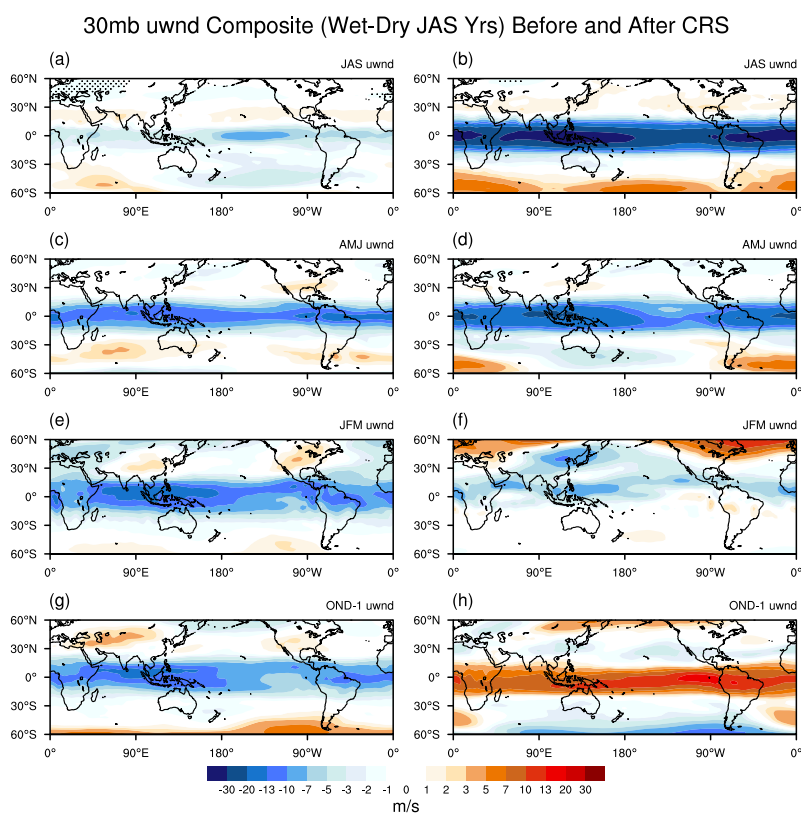 30mb uwnd Composite (Wet-Dry JAS Yrs) Before and After CRS
(a) JAS uwnd
60°N
30°N
0°
30°S
60°S
0° 90°E 180° 90°W 0°
(b) JAS uwnd
60°N
30°N
0°
30°S
60°S
0° 90°E 180° 90°W 0°
(c) AMJ uwnd
60°N
30°N
0°
30°S
60°S
0° 90°E 180° 90°W 0°
(d) AMJ uwnd
60°N
30°N
0°
30°S
60°S
0° 90°E 180° 90°W 0°
(e) JFM uwnd
60°N
30°N
0°
30°S
60°S
0° 90°E 180° 90°W 0°
(f) JFM uwnd
60°N
30°N
0°
30°S
60°S
0° 90°E 180° 90°W 0°
(g) OND-1 uwnd
60°N
30°N
0°
30°S
60°S
0° 90°E 180° 90°W 0°
(h) OND-1 uwnd
60°N
30°N
0°
30°S
60°S
0° 90°E 180° 90°W 0°
-30 -20 -13 -10 -7 -5 -3 -2 -1 0 1 2 3 5 7 10 13 20 30
m/s